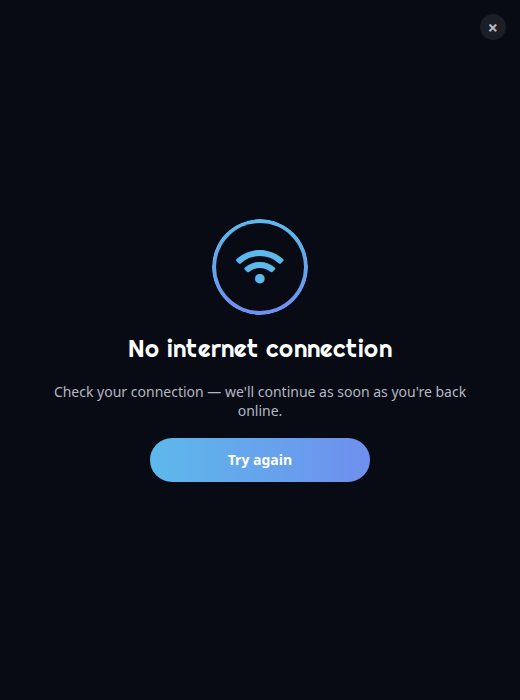 No internet connection
Check your connection — we'll continue as soon as you're back
online.
Try again